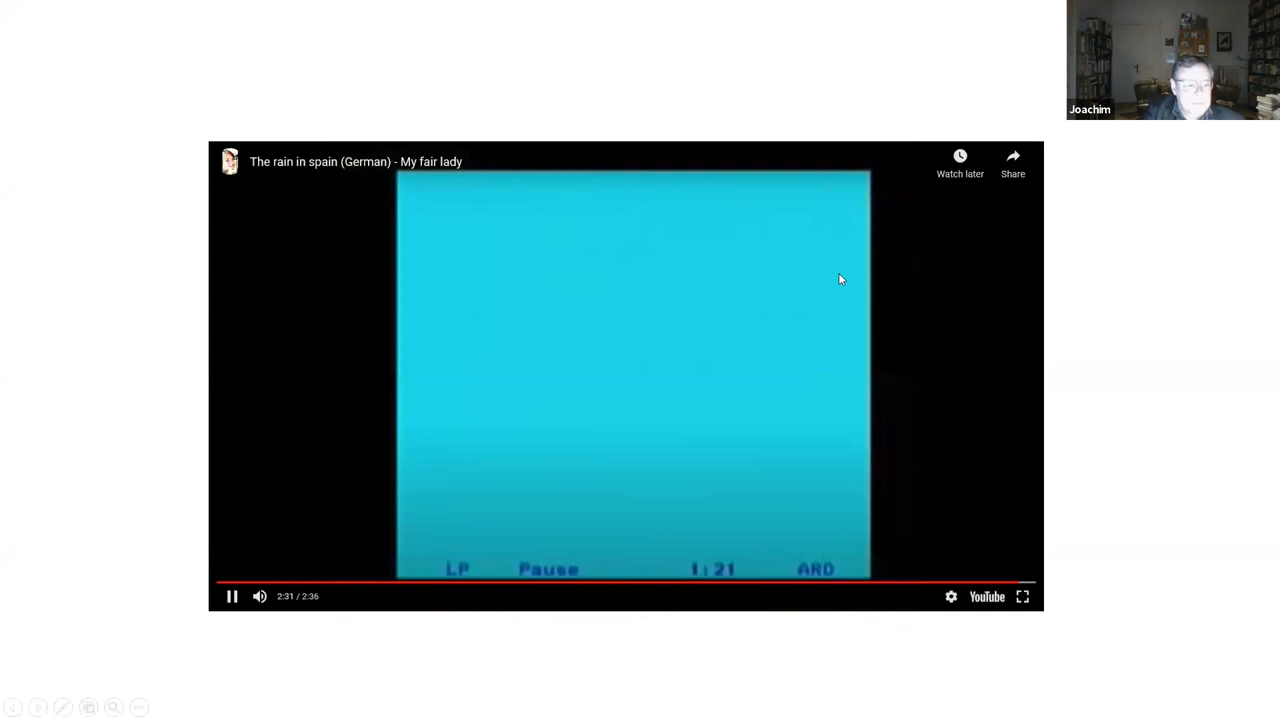 Joachim
The rain in spain (German) - My fair lady
Watch later
Share
LP Pause 1:21 ARD
2:31 / 2:36
YouTube